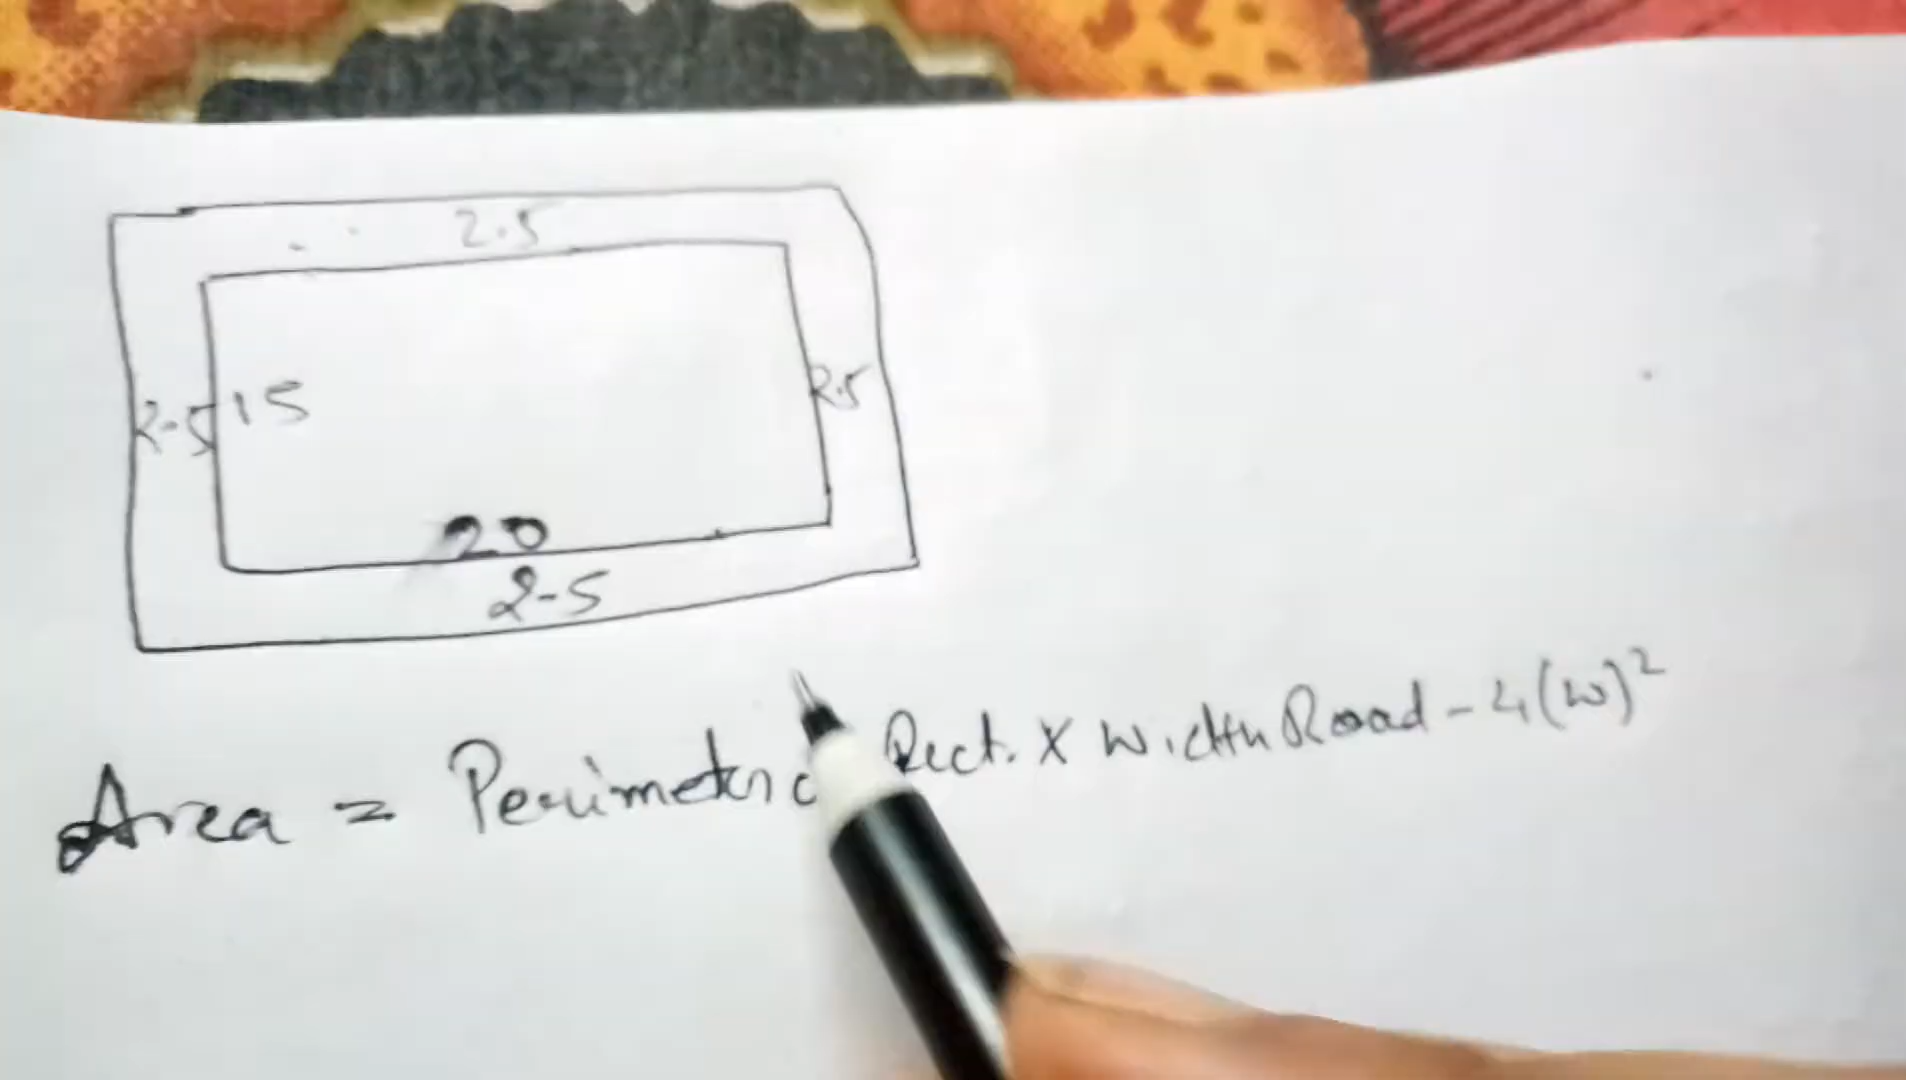 2.5
2-5 15 2.5
20
2-5
Area = Perimeter Rect. X Width Road - 4(w)²